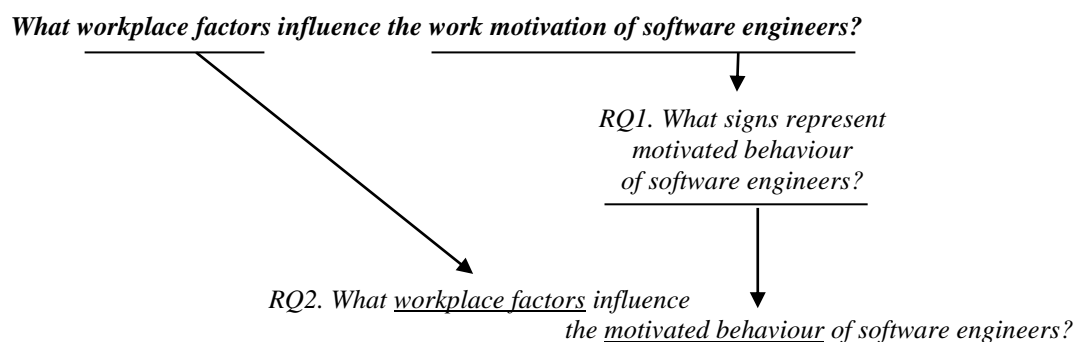 What workplace factors influence the work motivation of software engineers?
RQ1. What signs represent
motivated behaviour
of software engineers?
RQ2. What workplace factors influence
the motivated behaviour of software engineers?